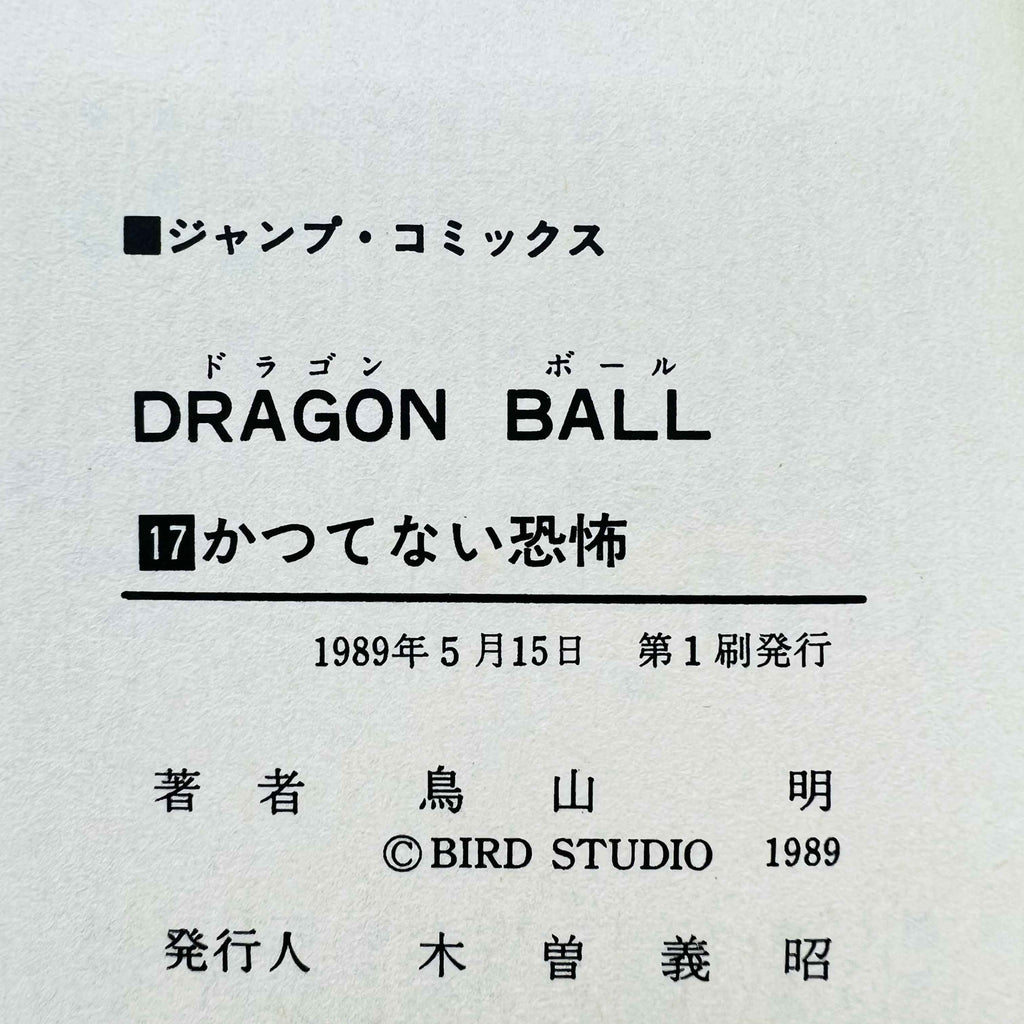 ■ジャンプ・コミックス
ドラゴン ボール
DRAGON BALL
17かつてない恐怖
1989年5月15日 第1刷発行
著者 鳥山明
©BIRD STUDIO 1989
発行人 木曽義昭